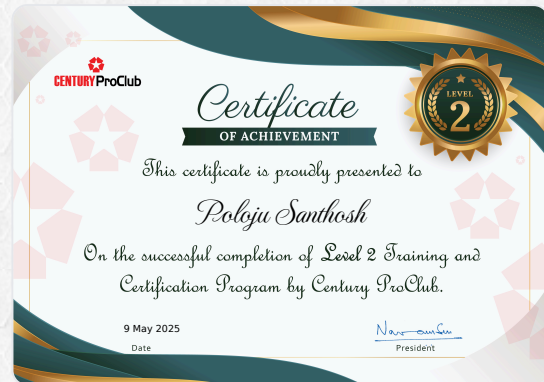 CENTURY ProClub
Certificate
OF ACHIEVEMENT
LEVEL
2
This certificate is proudly presented to
Poloju Santhosh
On the successful completion of Level 2 Training and
Certification Program by Century ProClub.
9 May 2025
Date
President